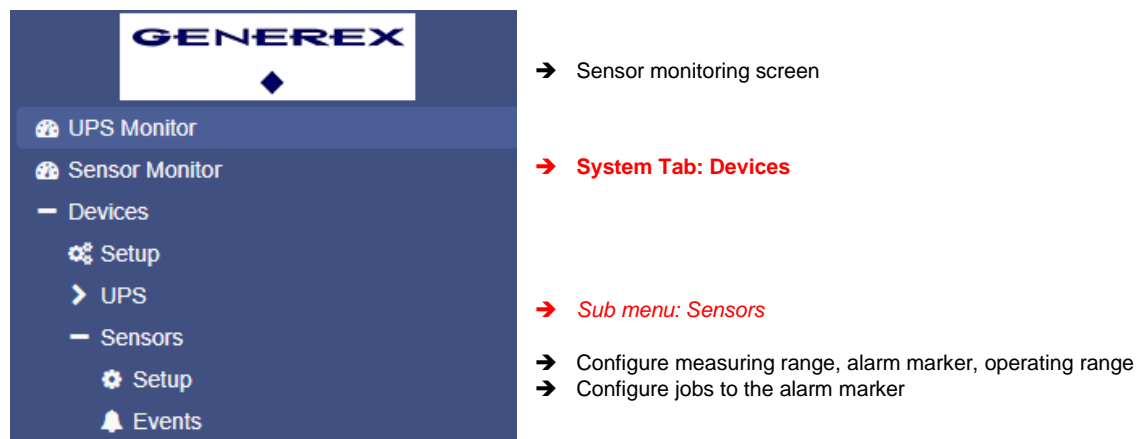 GENEREX
➔ Sensor monitoring screen
UPS Monitor
Sensor Monitor
➔ System Tab: Devices
Devices
Setup
UPS
➔ Sub menu: Sensors
Sensors
➔ Configure measuring range, alarm marker, operating range
Setup
➔ Configure jobs to the alarm marker
Events